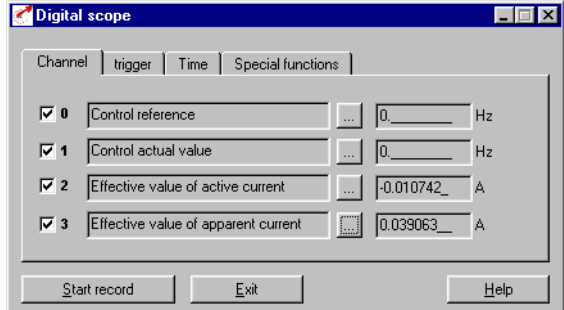 Digital scope
Channel trigger Time Special functions
0 Control reference ... 0.________ Hz
1 Control actual value ... 0.________ Hz
2 Effective value of active current ... -0.010742_ A
3 Effective value of apparent current ... 0.039063__ A
Start record Exit Help